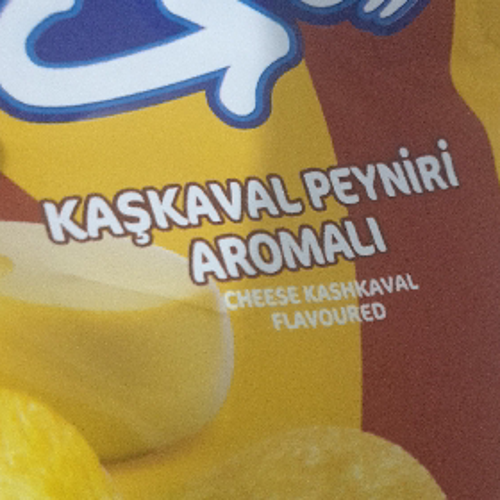 KAŞKAVAL PEYNİRİ
AROMALI
CHEESE KASHKAVAL
FLAVOURED